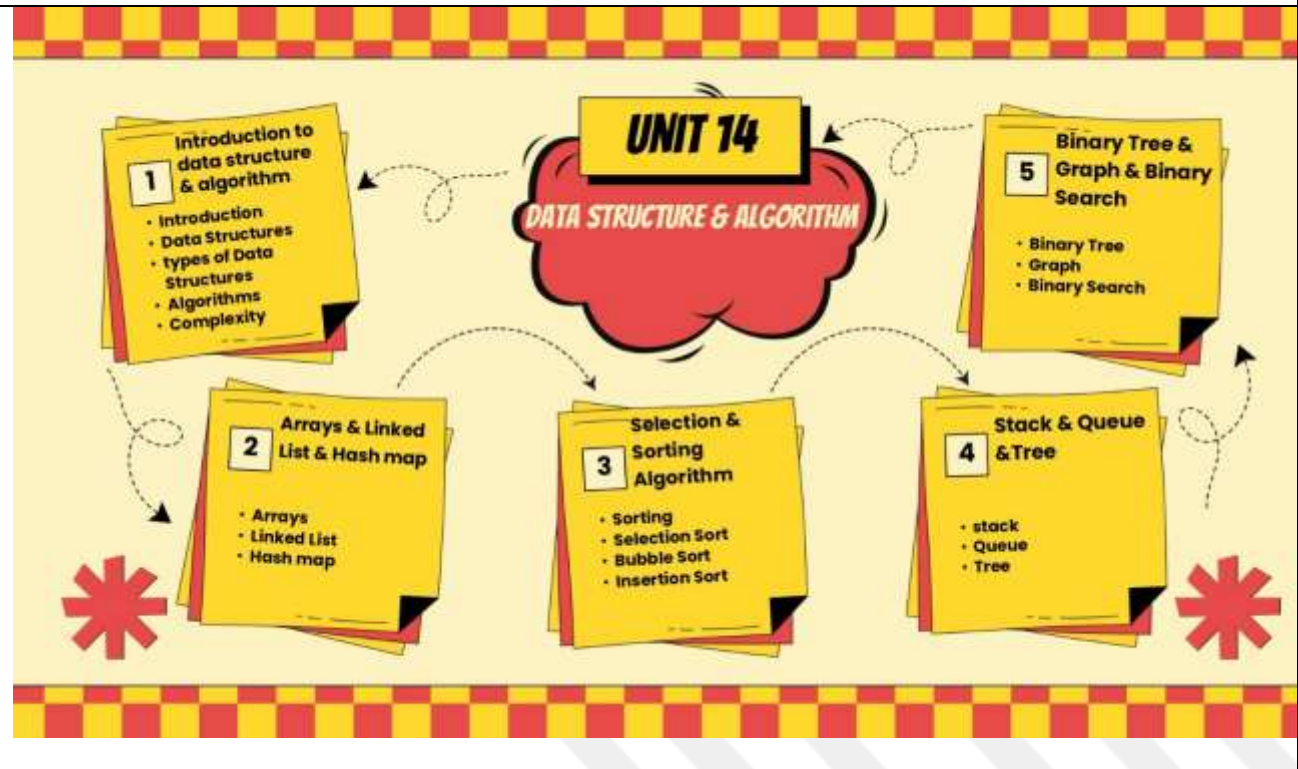 UNIT 14
DATA STRUCTURE & ALGORITHM
1
Introduction to
data structure
& algorithm
• Introduction
• Data Structures
• types of Data
Structures
• Algorithms
• Complexity
2
Arrays & Linked
List & Hash map
• Arrays
• Linked List
• Hash map
3
Selection &
Sorting
Algorithm
• Sorting
• Selection Sort
• Bubble Sort
• Insertion Sort
4
Stack & Queue
&Tree
• stack
• Queue
• Tree
5
Binary Tree &
Graph & Binary
Search
• Binary Tree
• Graph
• Binary Search